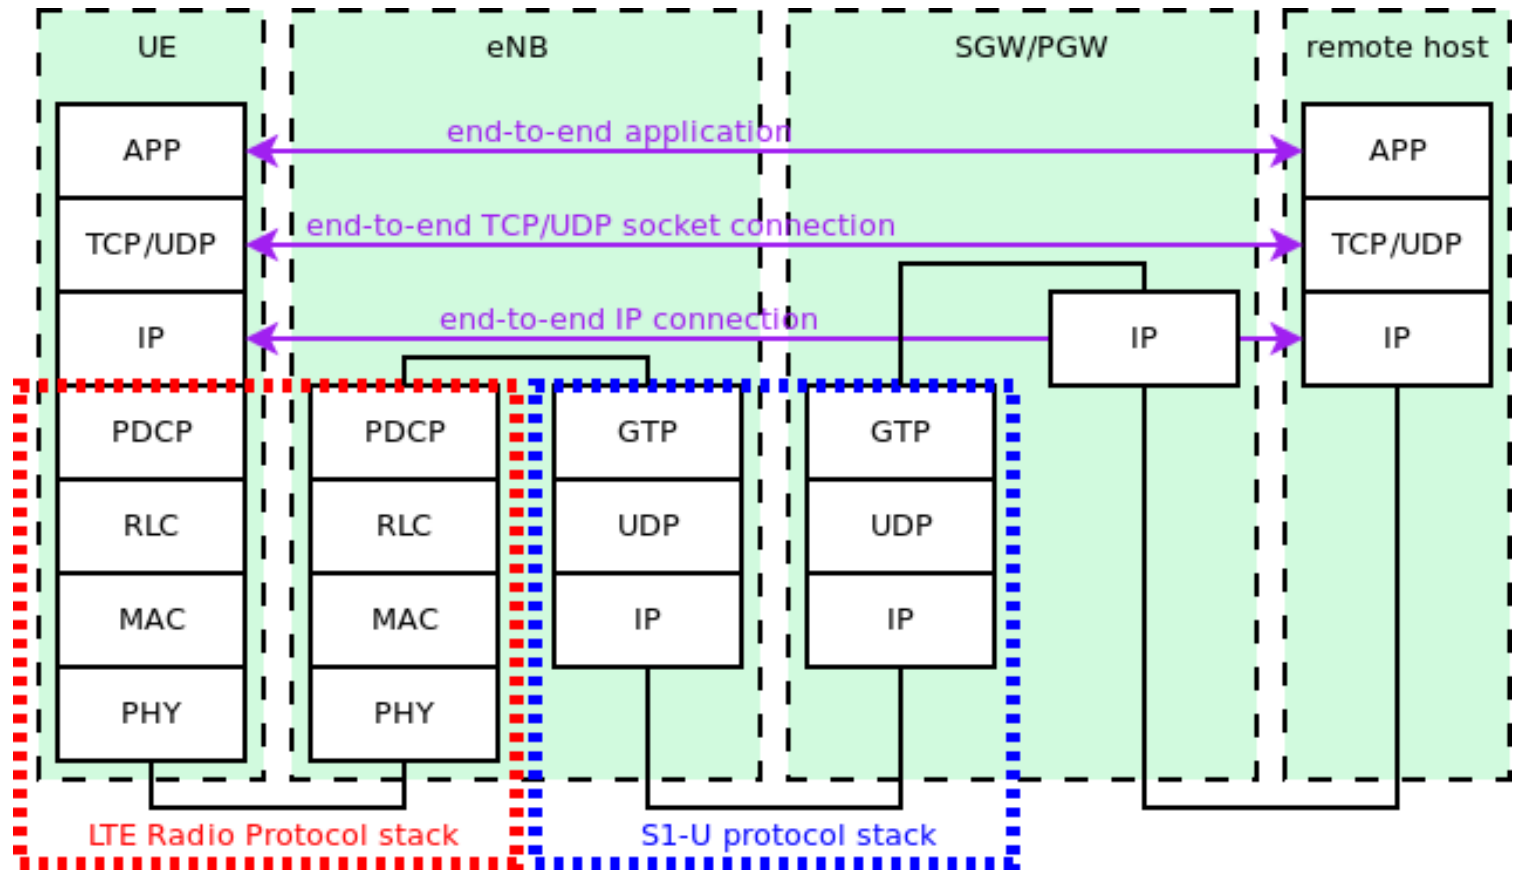 UE
eNB
SGW/PGW
remote host
APP
end-to-end application
APP
TCP/UDP
end-to-end TCP/UDP socket connection
TCP/UDP
IP
end-to-end IP connection
IP
IP
PDCP
PDCP
GTP
GTP
RLC
RLC
UDP
UDP
MAC
MAC
IP
IP
PHY
PHY
LTE Radio Protocol stack
S1-U protocol stack